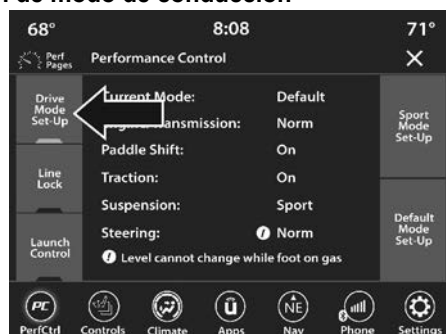 68°
8:08
71°
Perf
Pages
Performance Control
Drive
Mode
Set-Up
Line
Lock
Launch
Control
Current Mode: Default
Norm
Paddle Shift: On
Traction: On
Suspension: Sport
Steering: Norm
Level cannot change while foot on gas
Sport
Mode
Set-Up
Default
Mode
Set-Up
PC
PerfCtrl
Controls
Climate
Ü
Apps
NE
Nav
Phone
Settings